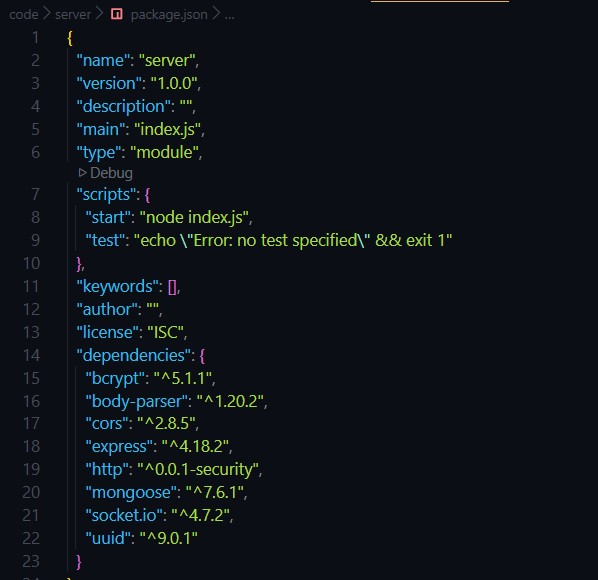 code > server > package.json > ...
1 {
2 "name": "server",
3 "version": "1.0.0",
4 "description": "",
5 "main": "index.js",
6 "type": "module",
▷ Debug
7 "scripts": {
8 "start": "node index.js",
9 "test": "echo \"Error: no test specified\" && exit 1"
10 },
11 "keywords": [],
12 "author": "",
13 "license": "ISC",
14 "dependencies": {
15 "bcrypt": "^5.1.1",
16 "body-parser": "^1.20.2",
17 "cors": "^2.8.5",
18 "express": "^4.18.2",
19 "http": "^0.0.1-security",
20 "mongoose": "^7.6.1",
21 "socket.io": "^4.7.2",
22 "uuid": "^9.0.1"
23 }